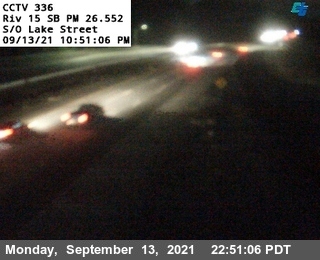 CCTV 336
Riv 15 SB PM 26.552
S/O Lake Street
09/13/21 10:51:06 PM
Monday, September 13, 2021 22:51:06 PDT